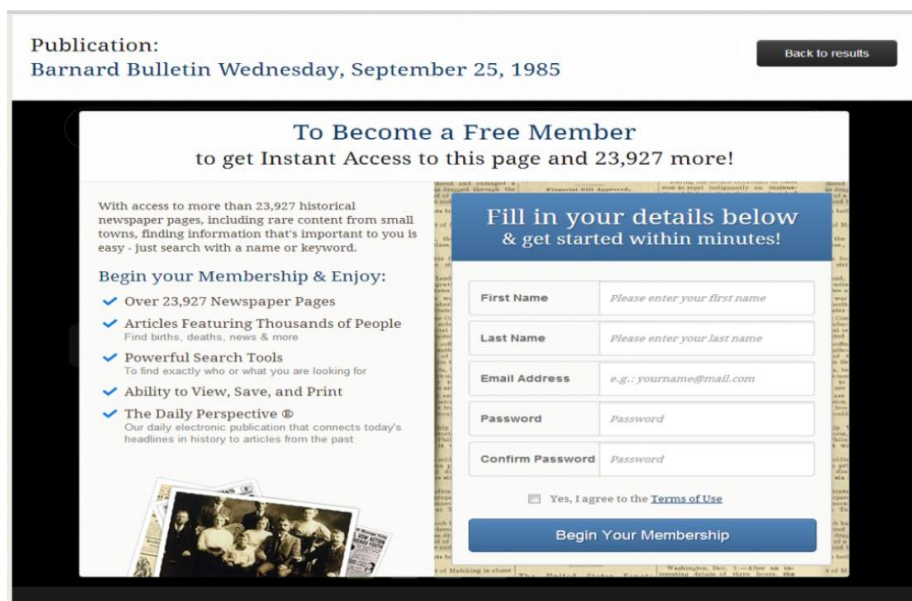 Publication:
Barnard Bulletin Wednesday, September 25, 1985
Back to results
To Become a Free Member
to get Instant Access to this page and 23,927 more!
With access to more than 23,927 historical
newspaper pages, including rare content from small
towns, finding information that's important to you is
easy - just search with a name or keyword.
Begin your Membership & Enjoy:
Over 23,927 Newspaper Pages
Articles Featuring Thousands of People
Find births, deaths, news & more
Powerful Search Tools
To find exactly who or what you are looking for
Ability to View, Save, and Print
The Daily Perspective ®
Our daily electronic publication that connects today's
headlines in history to articles from the past
Fill in your details below
& get started within minutes!
First Name Please enter your first name
Last Name Please enter your last name
Email Address e.g.: yourname@mail.com
Password Password
Confirm Password Password
Yes, I agree to the Terms of Use
Begin Your Membership